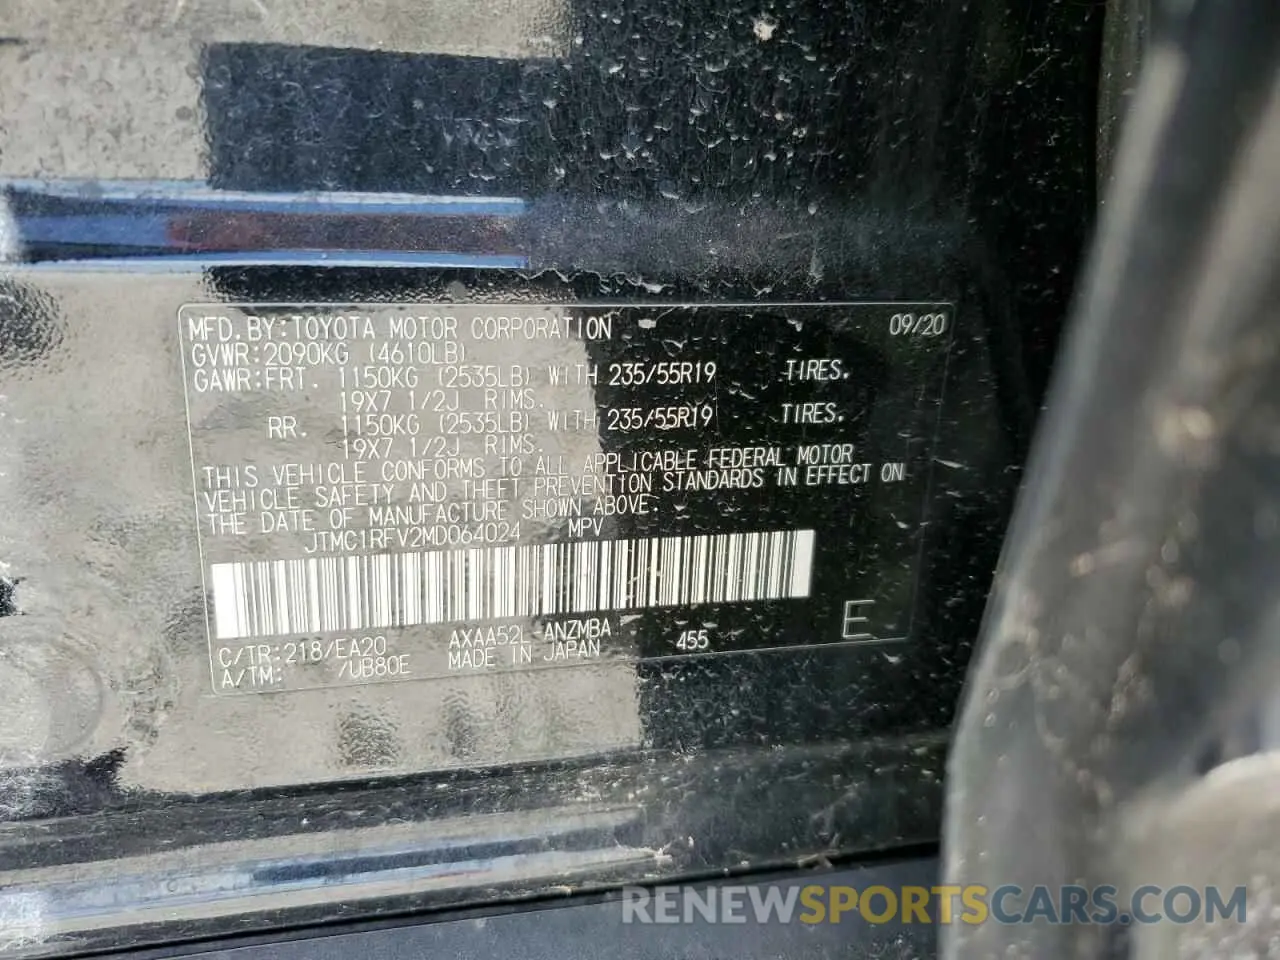 MFD.BY:TOYOTA MOTOR CORPORATION 09/20
GVWR:2090KG (4610LB)
GAWR:FRT. 1150KG (2535LB) WITH 235/55R19 TIRES.
19X7 1/2J RIMS.
RR. 1150KG (2535LB) WITH 235/55R19 TIRES.
19X7 1/2J RIMS.
THIS VEHICLE CONFORMS TO ALL APPLICABLE FEDERAL MOTOR
VEHICLE SAFETY AND THEFT PREVENTION STANDARDS IN EFFECT ON
THE DATE OF MANUFACTURE SHOWN ABOVE.
JTMC1RFV2MD064024 MPV
C/TR:218/EA20 AXAA52L-ANZMBA 455 E
A/TM: /UB80E MADE IN JAPAN
RENEWSPORTSCARS.COM